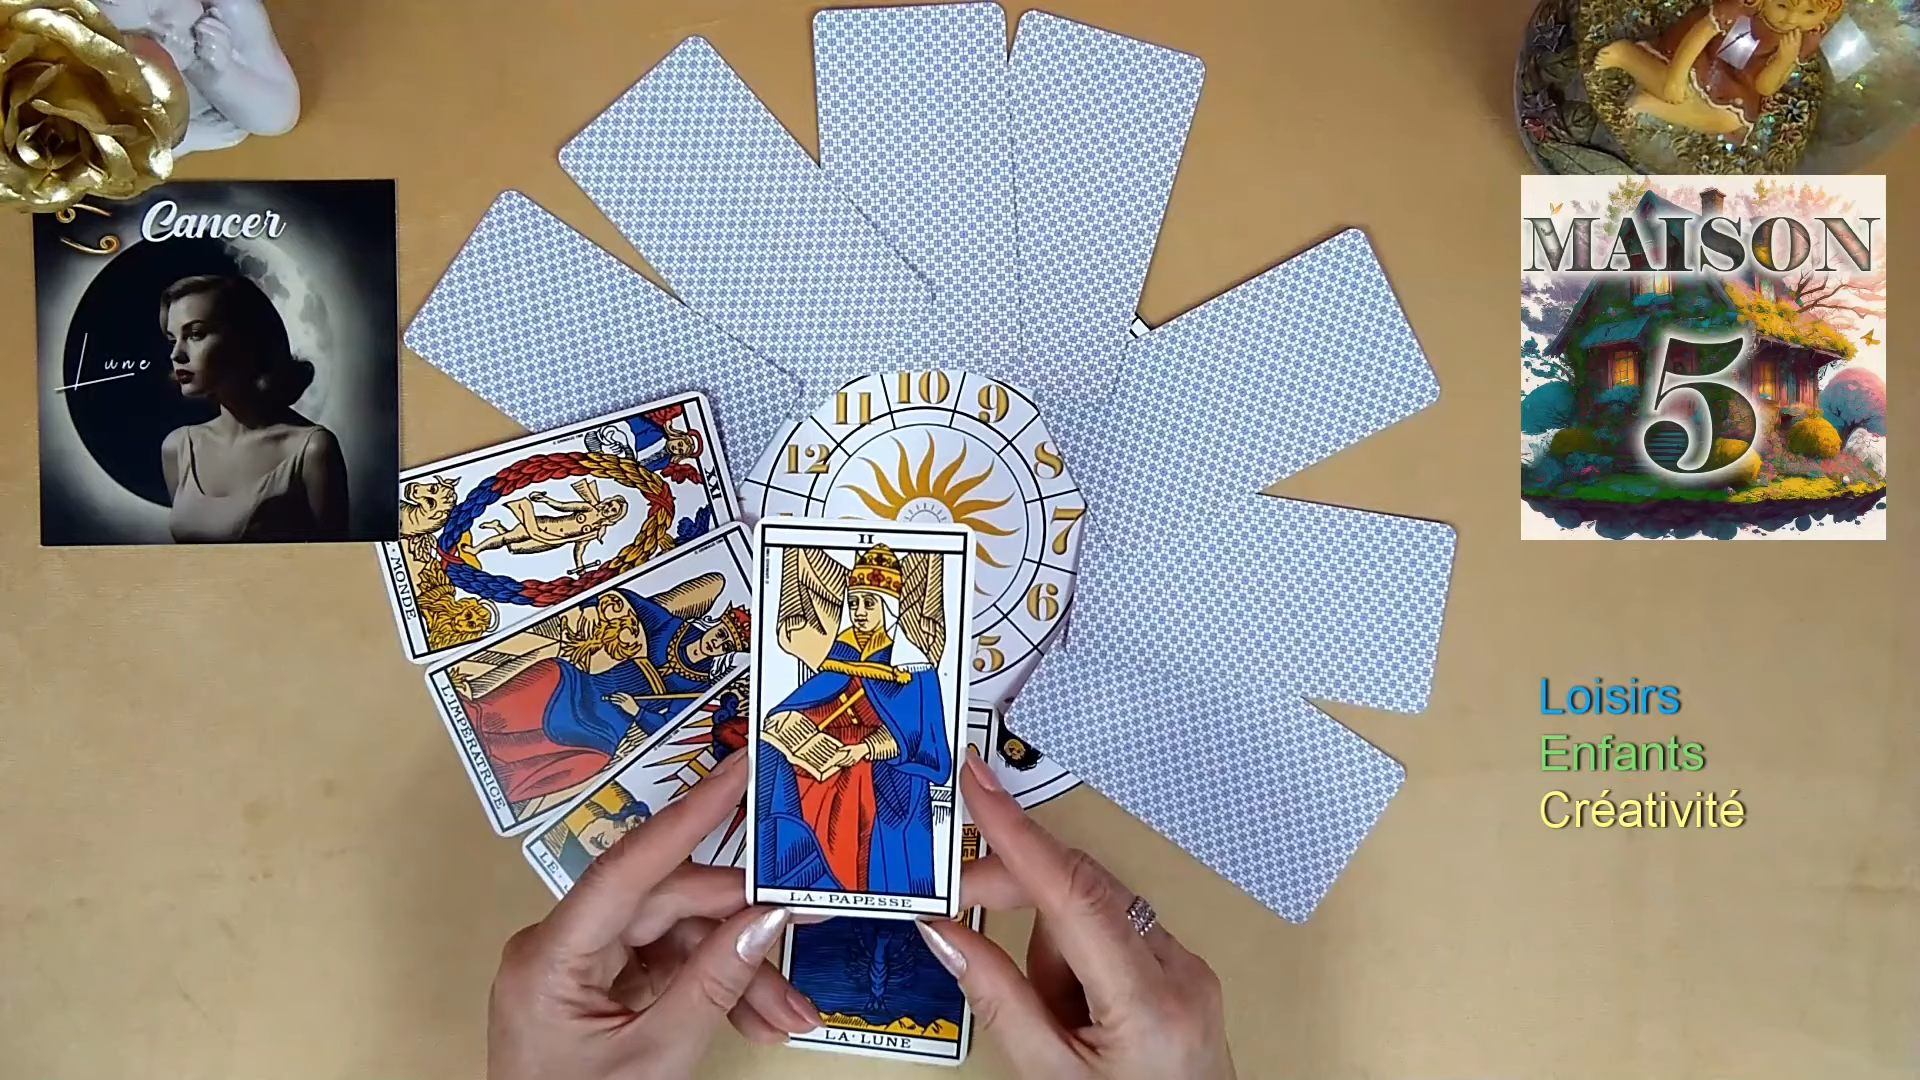 Cancer
Lune
MAISON
5
Loisirs
Enfants
Créativité
10
11
9
12
8
7
6
5
XXI
MONDE
L'IMPERATRICE
LE
II
LA·PAPESSE
LA·LUNE